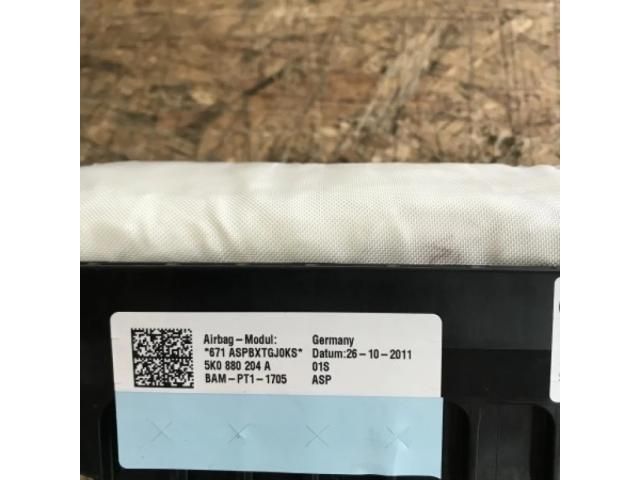 Airbag-Modul: Germany
*671 ASPBXTGJ0KS* Datum:26-10-2011
5K0 880 204 A 01S
BAM-PT1-1705 ASP